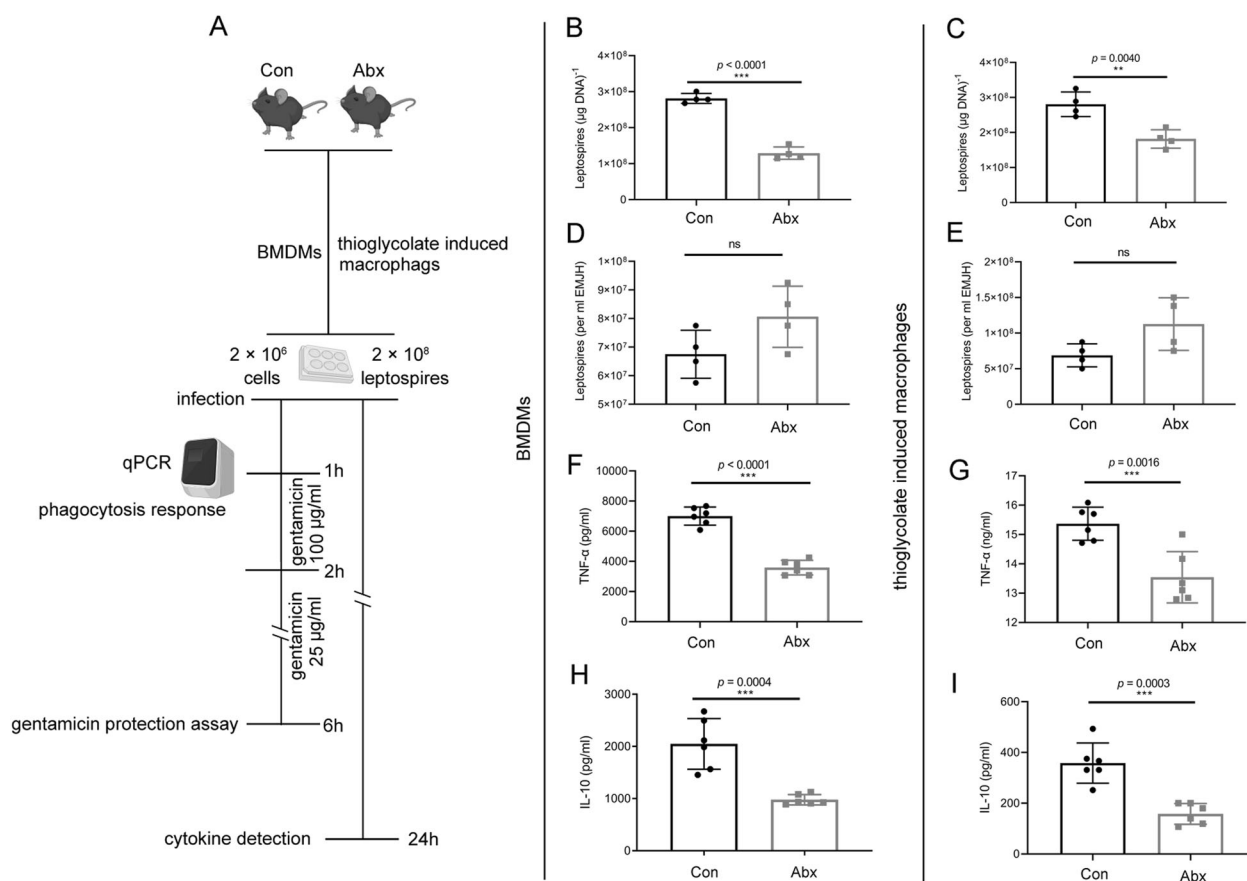 A
Con
Abx
BMDMs
thioglycolate induced
macrophags
2 × 10⁶
cells
2 × 10⁸
leptospires
infection
qPCR
1h
phagocytosis response
gentamicin
100 µg/ml
2h
gentamicin
25 µg/ml
gentamicin protection assay
6h
cytokine detection
24h
BMDMs
B
p < 0.0001
***
4×10⁸
3×10⁸
2×10⁸
1×10⁸
0
Leptospires (µg DNA)⁻¹
Con
Abx
D
ns
1×10⁸
9×10⁷
8×10⁷
7×10⁷
6×10⁷
5×10⁷
Leptospires (per ml EMJH)
Con
Abx
F
p < 0.0001
***
10000
8000
6000
4000
2000
0
TNF-α (pg/ml)
Con
Abx
H
p = 0.0004
***
3000
2000
1000
0
IL-10 (pg/ml)
Con
Abx
thioglycolate induced macrophages
C
p = 0.0040
**
4×10⁸
3×10⁸
2×10⁸
1×10⁸
0
Leptospires (µg DNA)⁻¹
Con
Abx
E
ns
2×10⁸
1×10⁸
1×10⁸
5×10⁷
0
Leptospires (per ml EMJH)
Con
Abx
G
p = 0.0016
***
17
16
15
14
13
12
TNF-α (ng/ml)
Con
Abx
I
p = 0.0003
***
600
400
200
0
IL-10 (pg/ml)
Con
Abx